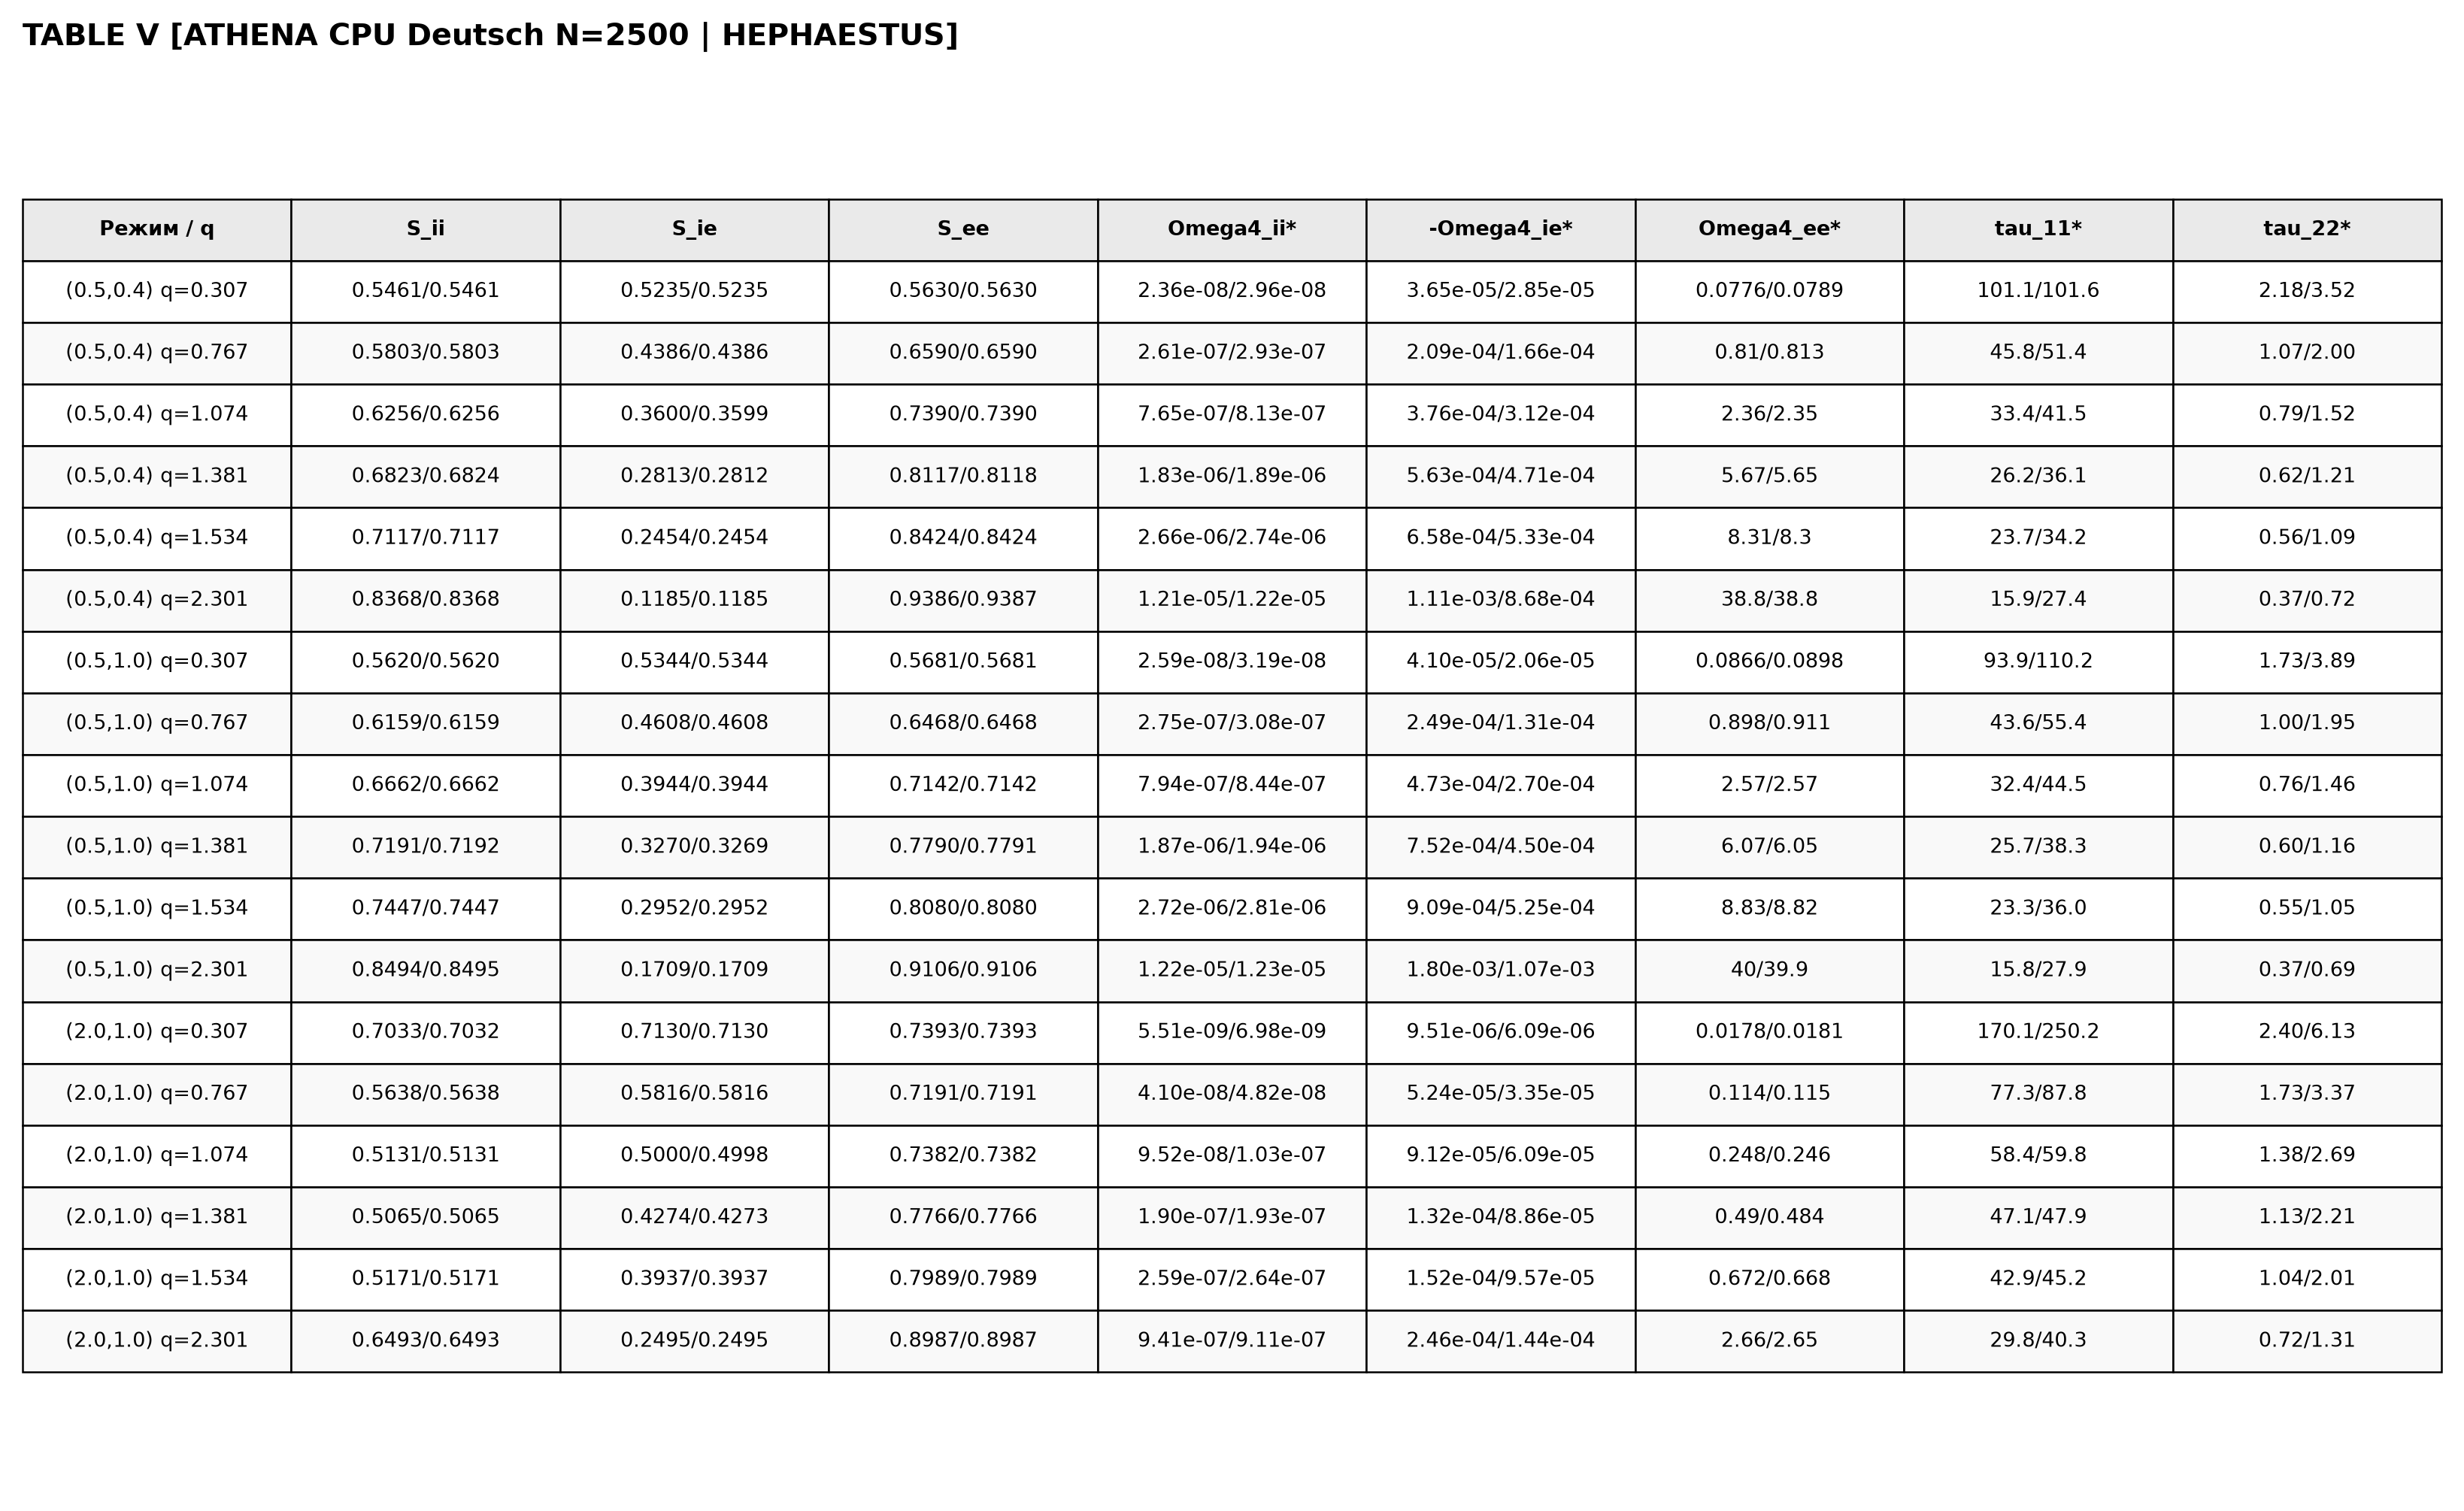 TABLE V [ATHENA CPU Deutsch N=2500 | HEPHAESTUS]
Режим / q S_ii S_ie S_ee Omega4_ii* -Omega4_ie* Omega4_ee* tau_11* tau_22*
(0.5,0.4) q=0.307 0.5461/0.5461 0.5235/0.5235 0.5630/0.5630 2.36e-08/2.96e-08 3.65e-05/2.85e-05 0.0776/0.0789 101.1/101.6 2.18/3.52
(0.5,0.4) q=0.767 0.5803/0.5803 0.4386/0.4386 0.6590/0.6590 2.61e-07/2.93e-07 2.09e-04/1.66e-04 0.81/0.813 45.8/51.4 1.07/2.00
(0.5,0.4) q=1.074 0.6256/0.6256 0.3600/0.3599 0.7390/0.7390 7.65e-07/8.13e-07 3.76e-04/3.12e-04 2.36/2.35 33.4/41.5 0.79/1.52
(0.5,0.4) q=1.381 0.6823/0.6824 0.2813/0.2812 0.8117/0.8118 1.83e-06/1.89e-06 5.63e-04/4.71e-04 5.67/5.65 26.2/36.1 0.62/1.21
(0.5,0.4) q=1.534 0.7117/0.7117 0.2454/0.2454 0.8424/0.8424 2.66e-06/2.74e-06 6.58e-04/5.33e-04 8.31/8.3 23.7/34.2 0.56/1.09
(0.5,0.4) q=2.301 0.8368/0.8368 0.1185/0.1185 0.9386/0.9387 1.21e-05/1.22e-05 1.11e-03/8.68e-04 38.8/38.8 15.9/27.4 0.37/0.72
(0.5,1.0) q=0.307 0.5620/0.5620 0.5344/0.5344 0.5681/0.5681 2.59e-08/3.19e-08 4.10e-05/2.06e-05 0.0866/0.0898 93.9/110.2 1.73/3.89
(0.5,1.0) q=0.767 0.6159/0.6159 0.4608/0.4608 0.6468/0.6468 2.75e-07/3.08e-07 2.49e-04/1.31e-04 0.898/0.911 43.6/55.4 1.00/1.95
(0.5,1.0) q=1.074 0.6662/0.6662 0.3944/0.3944 0.7142/0.7142 7.94e-07/8.44e-07 4.73e-04/2.70e-04 2.57/2.57 32.4/44.5 0.76/1.46
(0.5,1.0) q=1.381 0.7191/0.7192 0.3270/0.3269 0.7790/0.7791 1.87e-06/1.94e-06 7.52e-04/4.50e-04 6.07/6.05 25.7/38.3 0.60/1.16
(0.5,1.0) q=1.534 0.7447/0.7447 0.2952/0.2952 0.8080/0.8080 2.72e-06/2.81e-06 9.09e-04/5.25e-04 8.83/8.82 23.3/36.0 0.55/1.05
(0.5,1.0) q=2.301 0.8494/0.8495 0.1709/0.1709 0.9106/0.9106 1.22e-05/1.23e-05 1.80e-03/1.07e-03 40/39.9 15.8/27.9 0.37/0.69
(2.0,1.0) q=0.307 0.7033/0.7032 0.7130/0.7130 0.7393/0.7393 5.51e-09/6.98e-09 9.51e-06/6.09e-06 0.0178/0.0181 170.1/250.2 2.40/6.13
(2.0,1.0) q=0.767 0.5638/0.5638 0.5816/0.5816 0.7191/0.7191 4.10e-08/4.82e-08 5.24e-05/3.35e-05 0.114/0.115 77.3/87.8 1.73/3.37
(2.0,1.0) q=1.074 0.5131/0.5131 0.5000/0.4998 0.7382/0.7382 9.52e-08/1.03e-07 9.12e-05/6.09e-05 0.248/0.246 58.4/59.8 1.38/2.69
(2.0,1.0) q=1.381 0.5065/0.5065 0.4274/0.4273 0.7766/0.7766 1.90e-07/1.93e-07 1.32e-04/8.86e-05 0.49/0.484 47.1/47.9 1.13/2.21
(2.0,1.0) q=1.534 0.5171/0.5171 0.3937/0.3937 0.7989/0.7989 2.59e-07/2.64e-07 1.52e-04/9.57e-05 0.672/0.668 42.9/45.2 1.04/2.01
(2.0,1.0) q=2.301 0.6493/0.6493 0.2495/0.2495 0.8987/0.8987 9.41e-07/9.11e-07 2.46e-04/1.44e-04 2.66/2.65 29.8/40.3 0.72/1.31